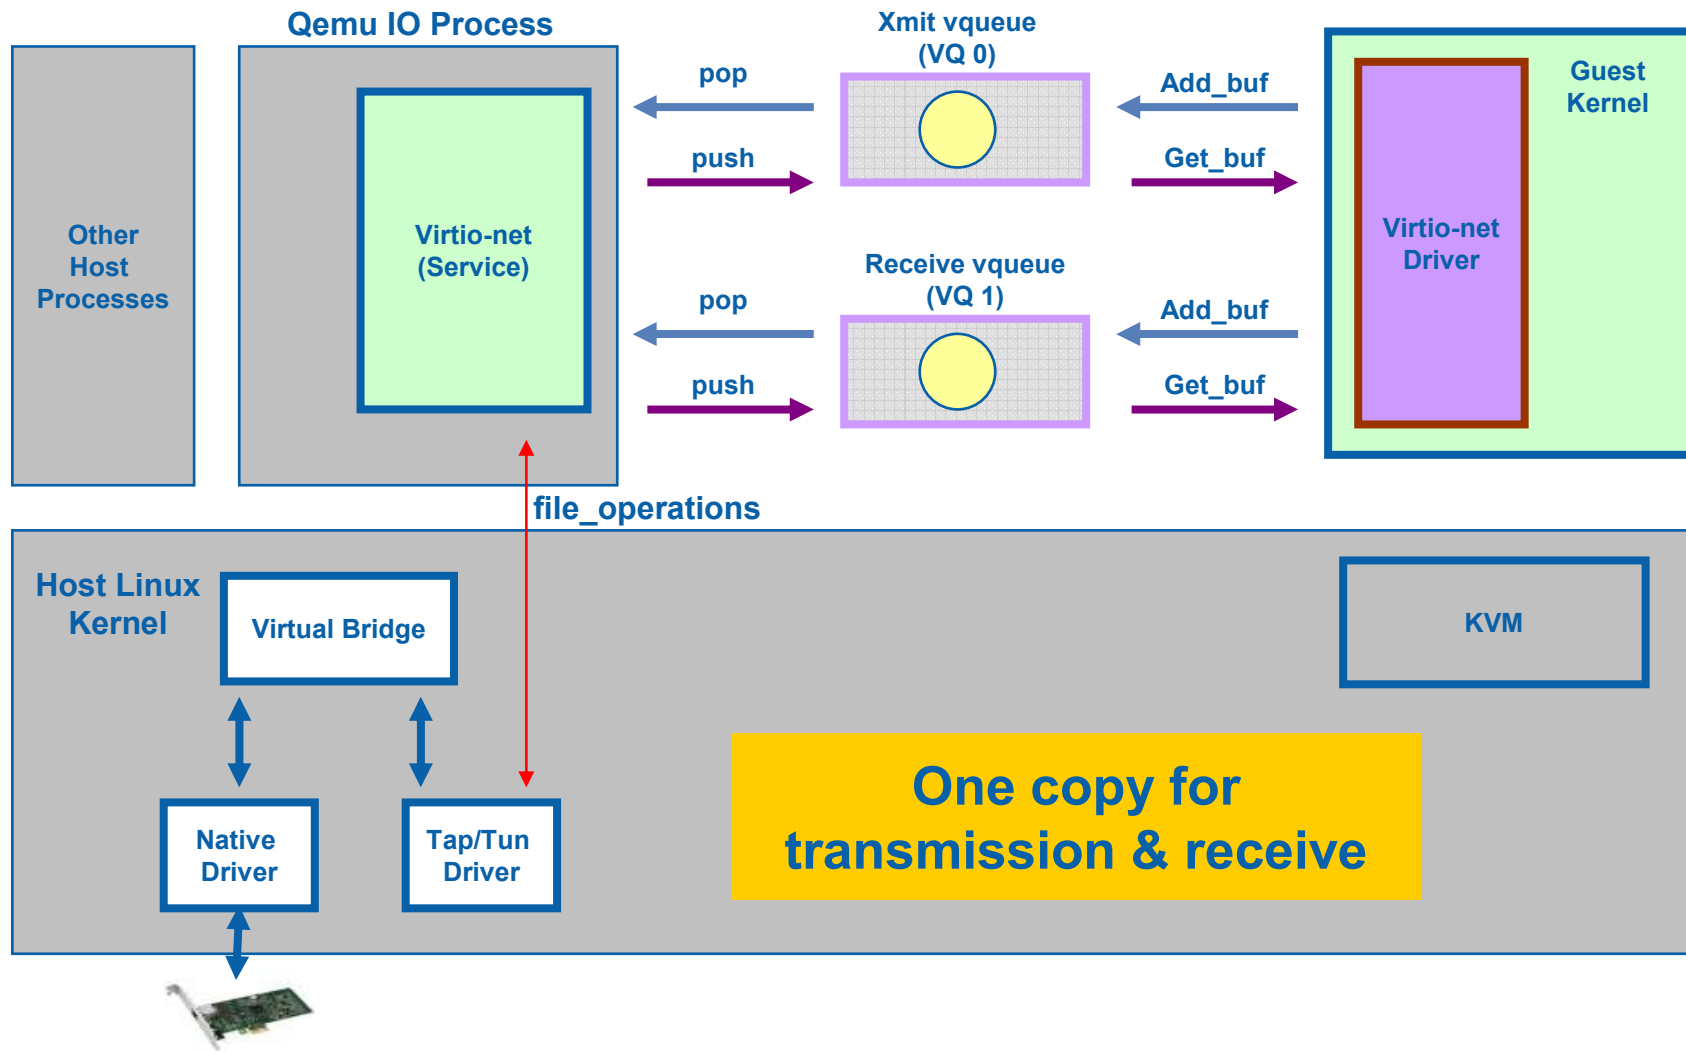 Qemu IO Process
Xmit vqueue
(VQ 0)
pop
Add_buf
Guest
Kernel
push
Get_buf
Other
Host
Processes
Virtio-net
(Service)
Virtio-net
Driver
Receive vqueue
(VQ 1)
pop
Add_buf
push
Get_buf
file_operations
Host Linux
Kernel
Virtual Bridge
KVM
One copy for
transmission & receive
Native
Driver
Tap/Tun
Driver